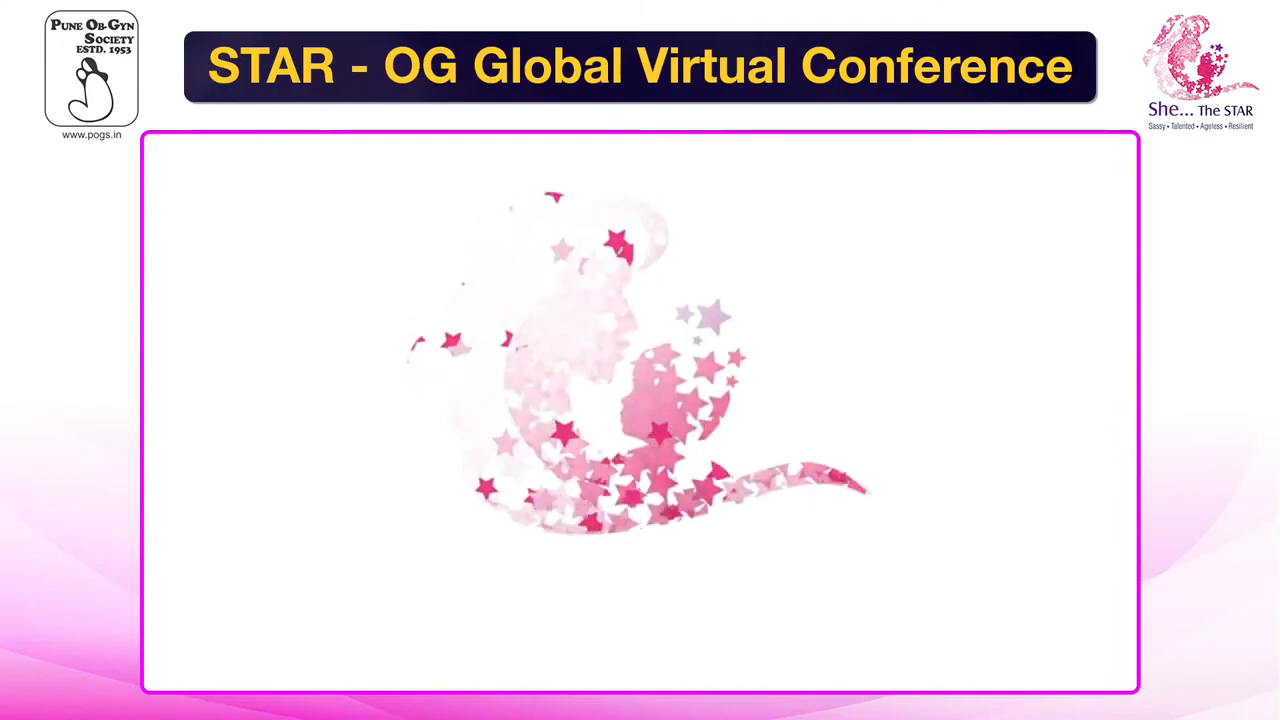 PUNE OB-GYN
SOCIETY
ESTD. 1953
www.pogs.in
STAR - OG Global Virtual Conference
She... THE STAR
Sassy • Talented • Ageless • Resilient